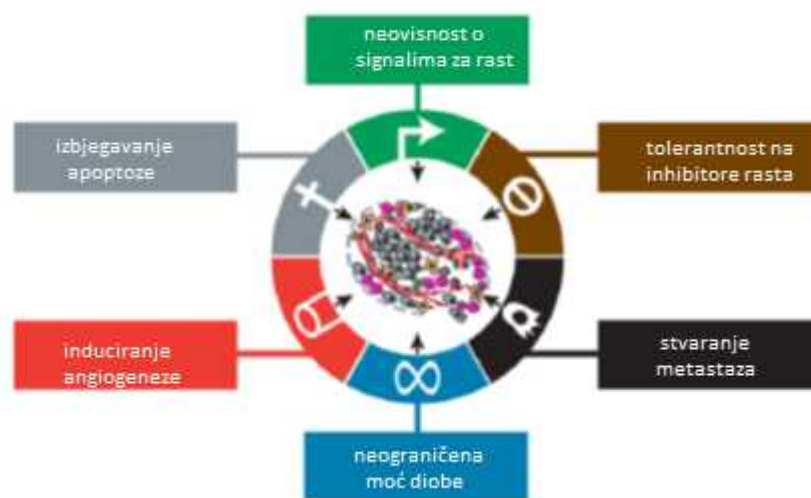 neovisnost o
signalima za rast
izbjegavanje
apoptoze
tolerantnost na
inhibitore rasta
induciranje
angiogeneze
stvaranje
metastaza
neograničena
moć diobe